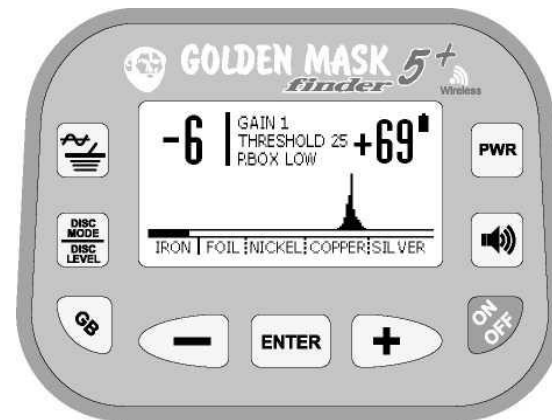 GOLDEN MASK 5+
finder
Wireless
-6
GAIN 1
THRESHOLD 25
P.BOX LOW
+69
IRON FOIL NICKEL COPPER SILVER
PWR
DISC
MODE
DISC
LEVEL
GB
ENTER
ON
OFF